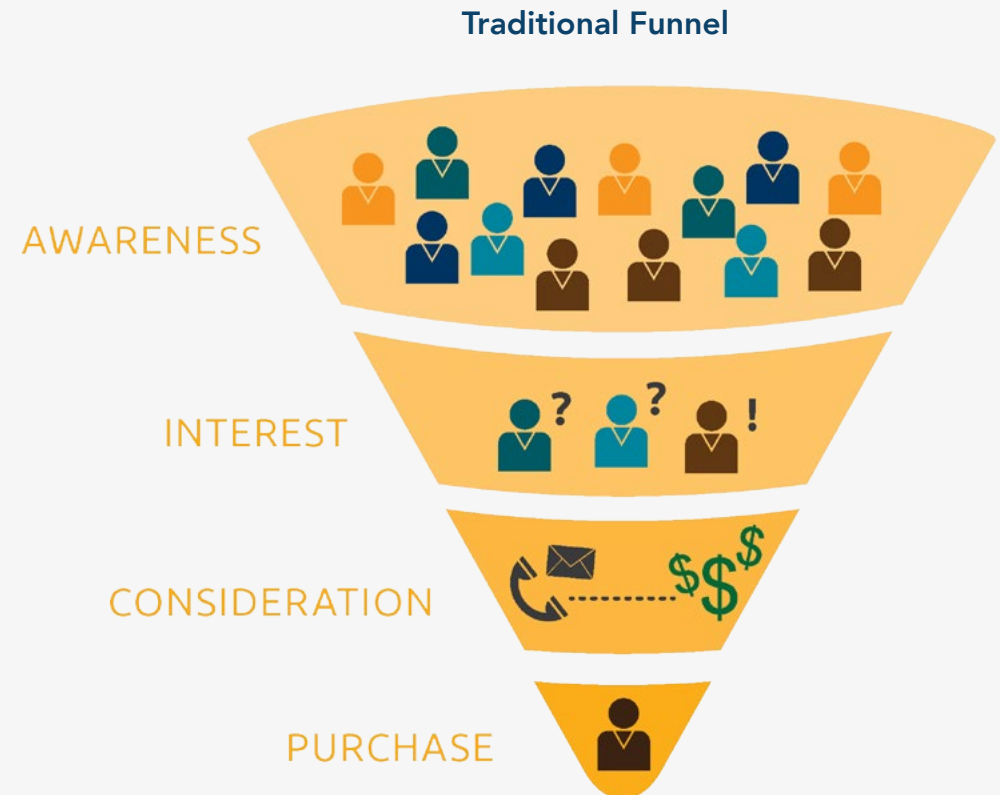 Traditional Funnel
AWARENESS
INTEREST
? ? !
CONSIDERATION
$ $ $
PURCHASE